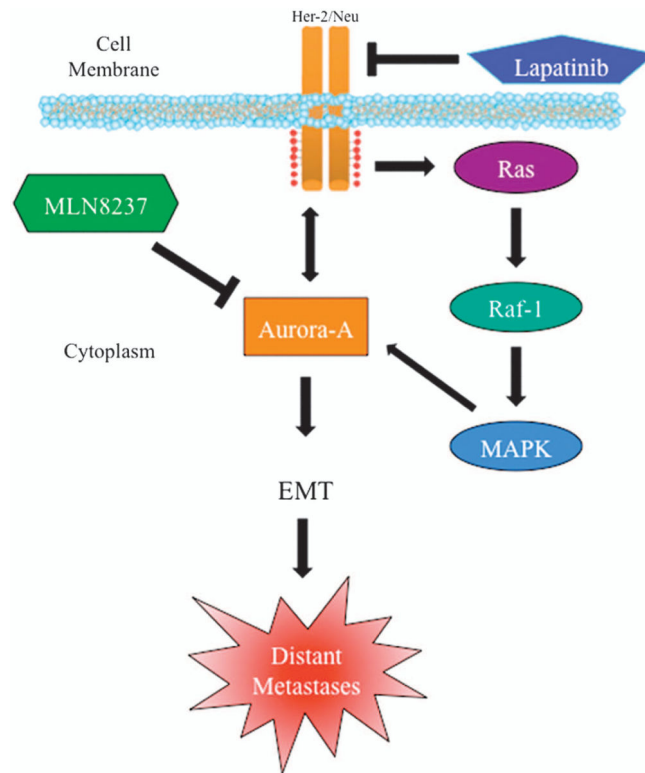 Her-2/Neu
Cell
Membrane
Lapatinib
Ras
MLN8237
Raf-1
Aurora-A
Cytoplasm
MAPK
EMT
Distant
Metastases